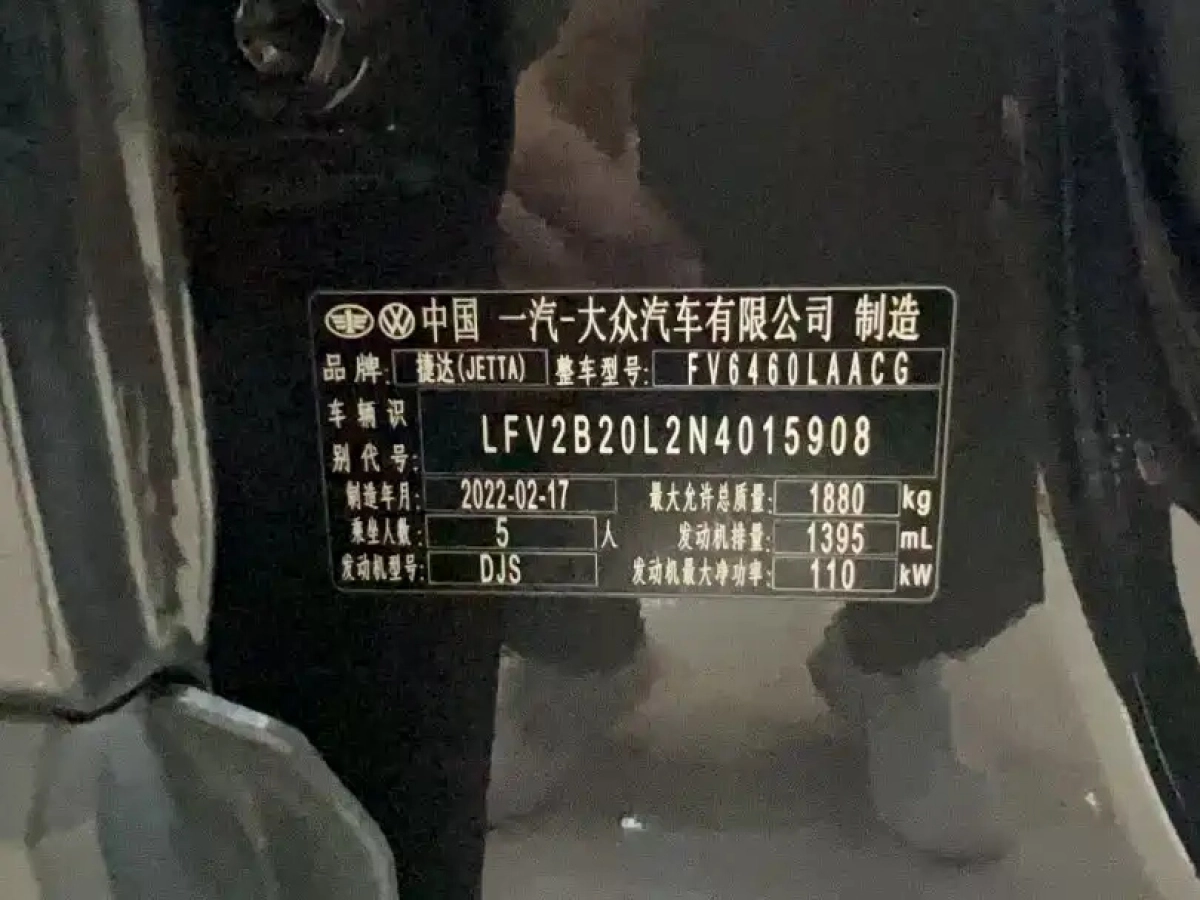 中国 一汽-大众汽车有限公司 制造
品牌: 捷达(JETTA) 整车型号: FV6460LAACG
车辆识别代号: LFV2B20L2N4015908
制造年月: 2022-02-17 最大允许总质量: 1880 kg
乘坐人数: 5 人 发动机排量: 1395 mL
发动机型号: DJS 发动机最大净功率: 110 kW